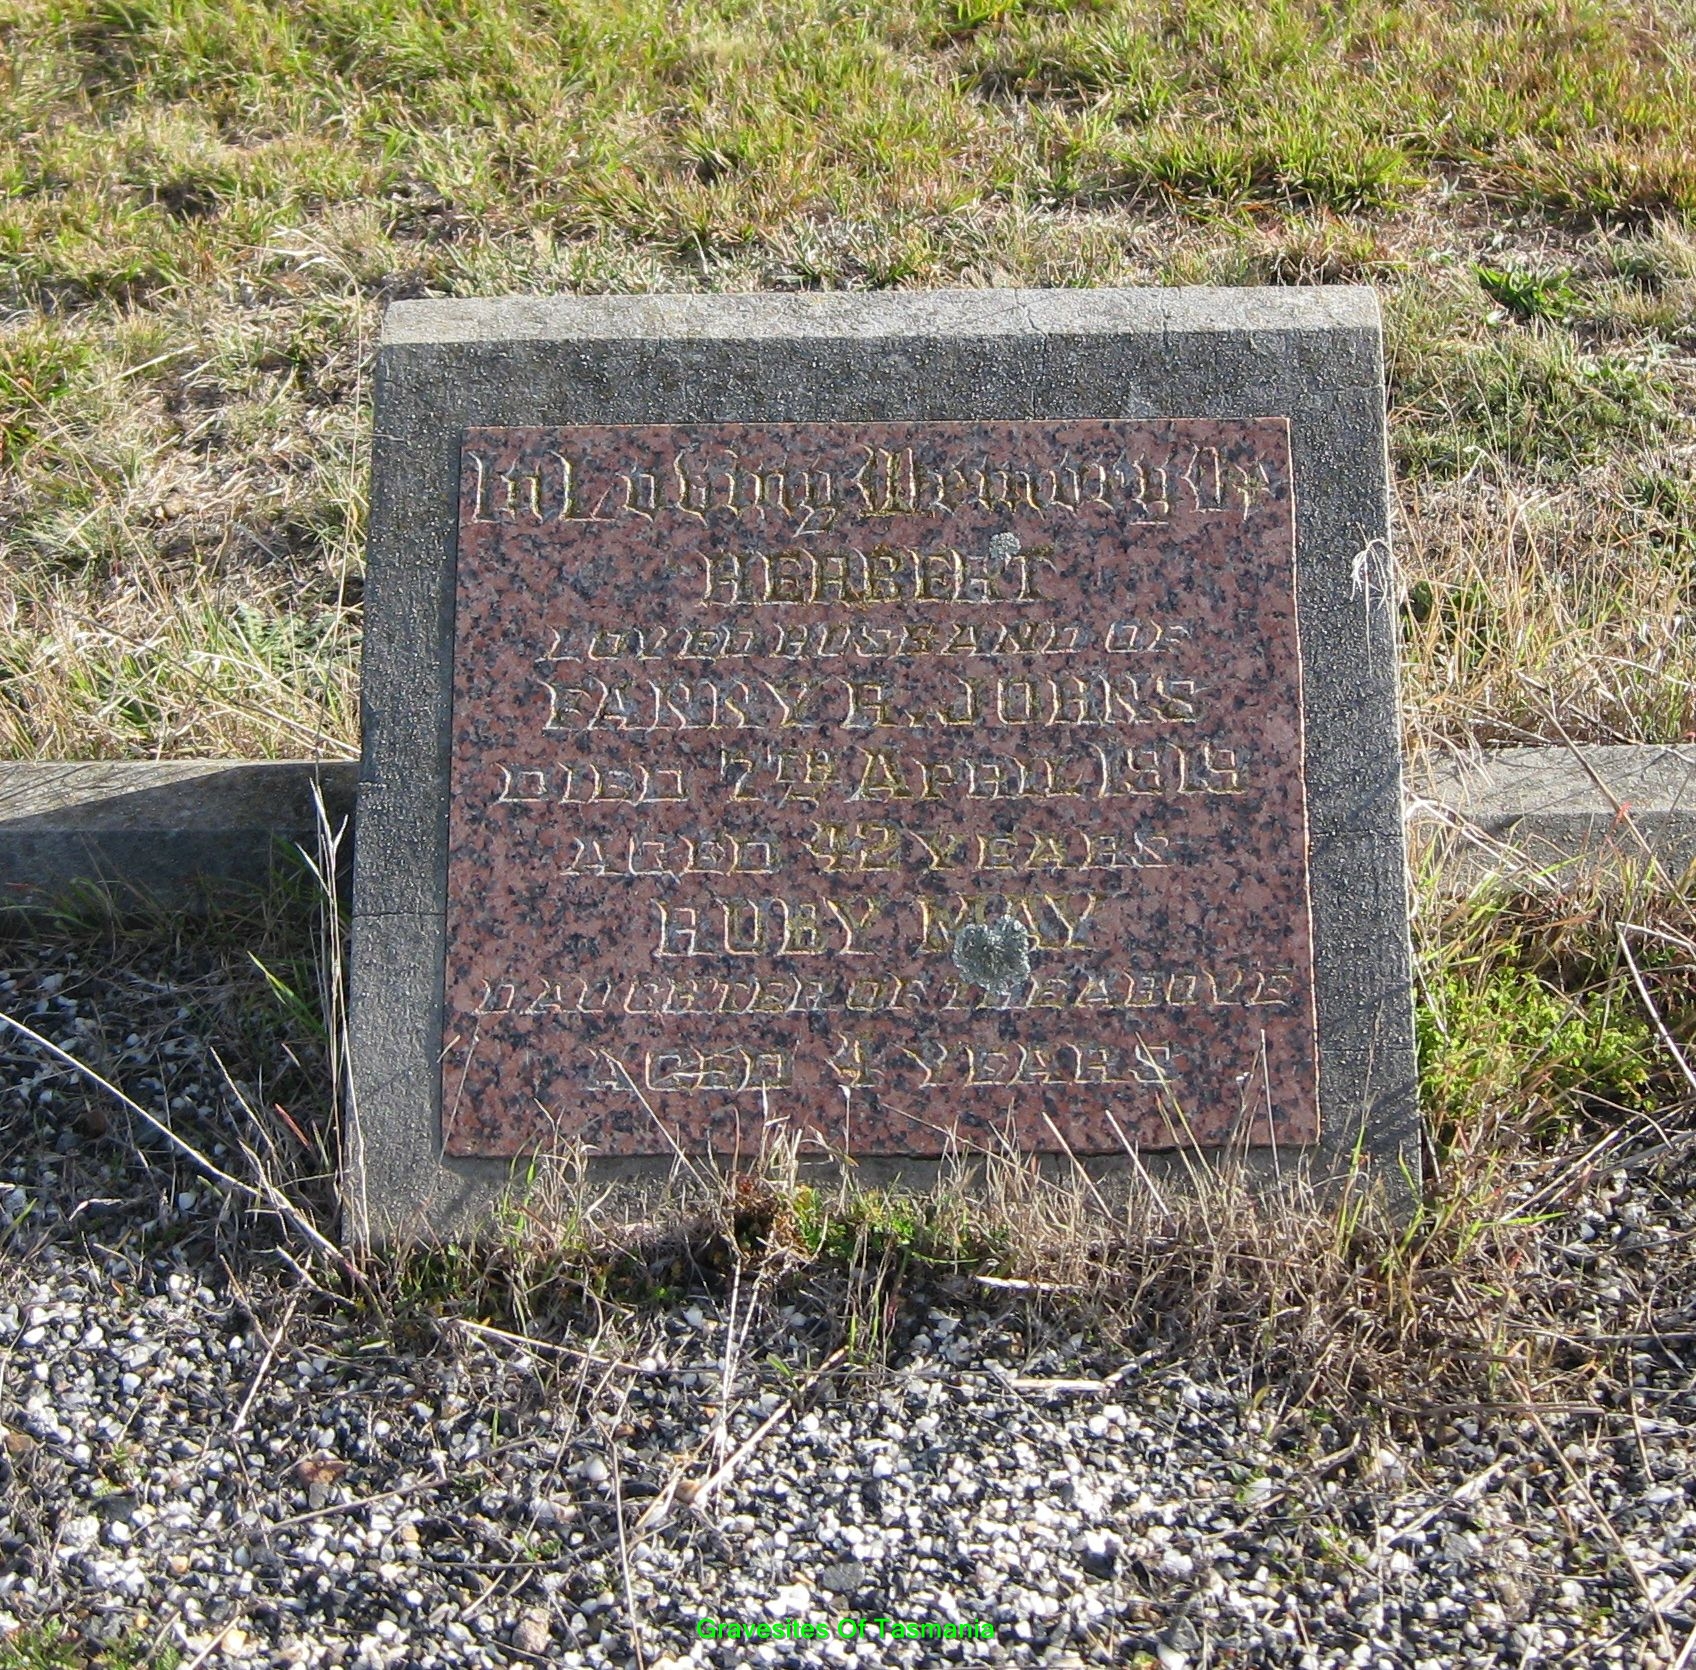 In Loving Memory Of
HERBERT
LOVED HUSBAND OF
FANNY R. JOHNS
DIED 7TH APRIL 1919
AGED 42 YEARS
RUBY MAY
DAUGHTER OF THE ABOVE
AGED 4 YEARS
Gravesites Of Tasmania